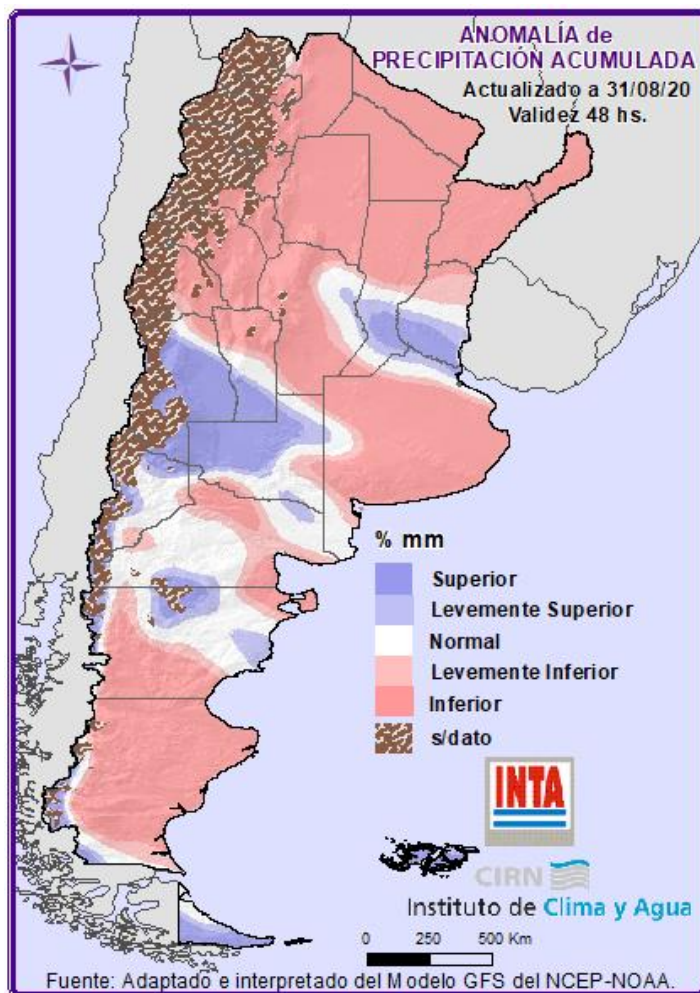 ANOMALÍA de
PRECIPITACIÓN ACUMULADA
Actualizado a 31/08/20
Validez 48 hs.
% mm
Superior
Levemente Superior
Normal
Levemente Inferior
Inferior
s/dato
INTA
CIRN
Instituto de Clima y Agua
0 250 500 Km
Fuente: Adaptado e interpretado del Modelo GFS del NCEP-NOAA.